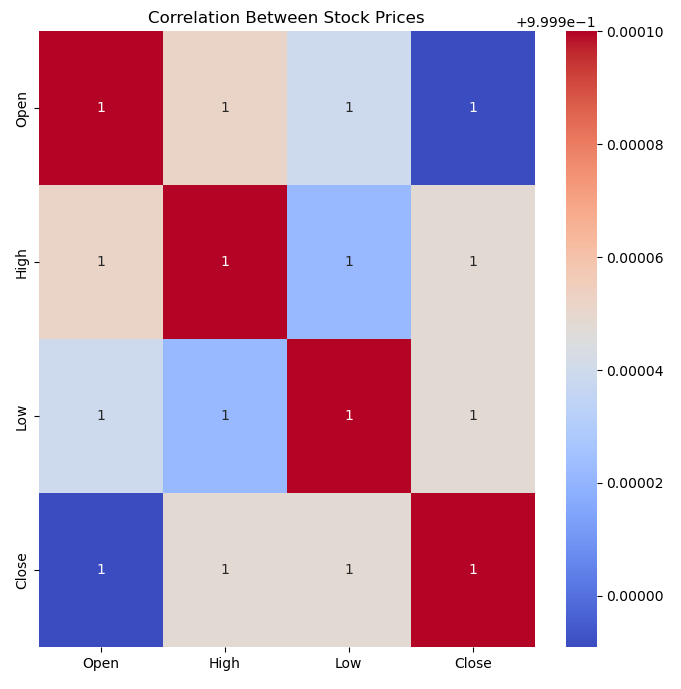 Correlation Between Stock Prices
+9.999e−1
Open 1 1 1 1
High 1 1 1 1
Low 1 1 1 1
Close 1 1 1 1
Open High Low Close
0.00010
0.00008
0.00006
0.00004
0.00002
0.00000